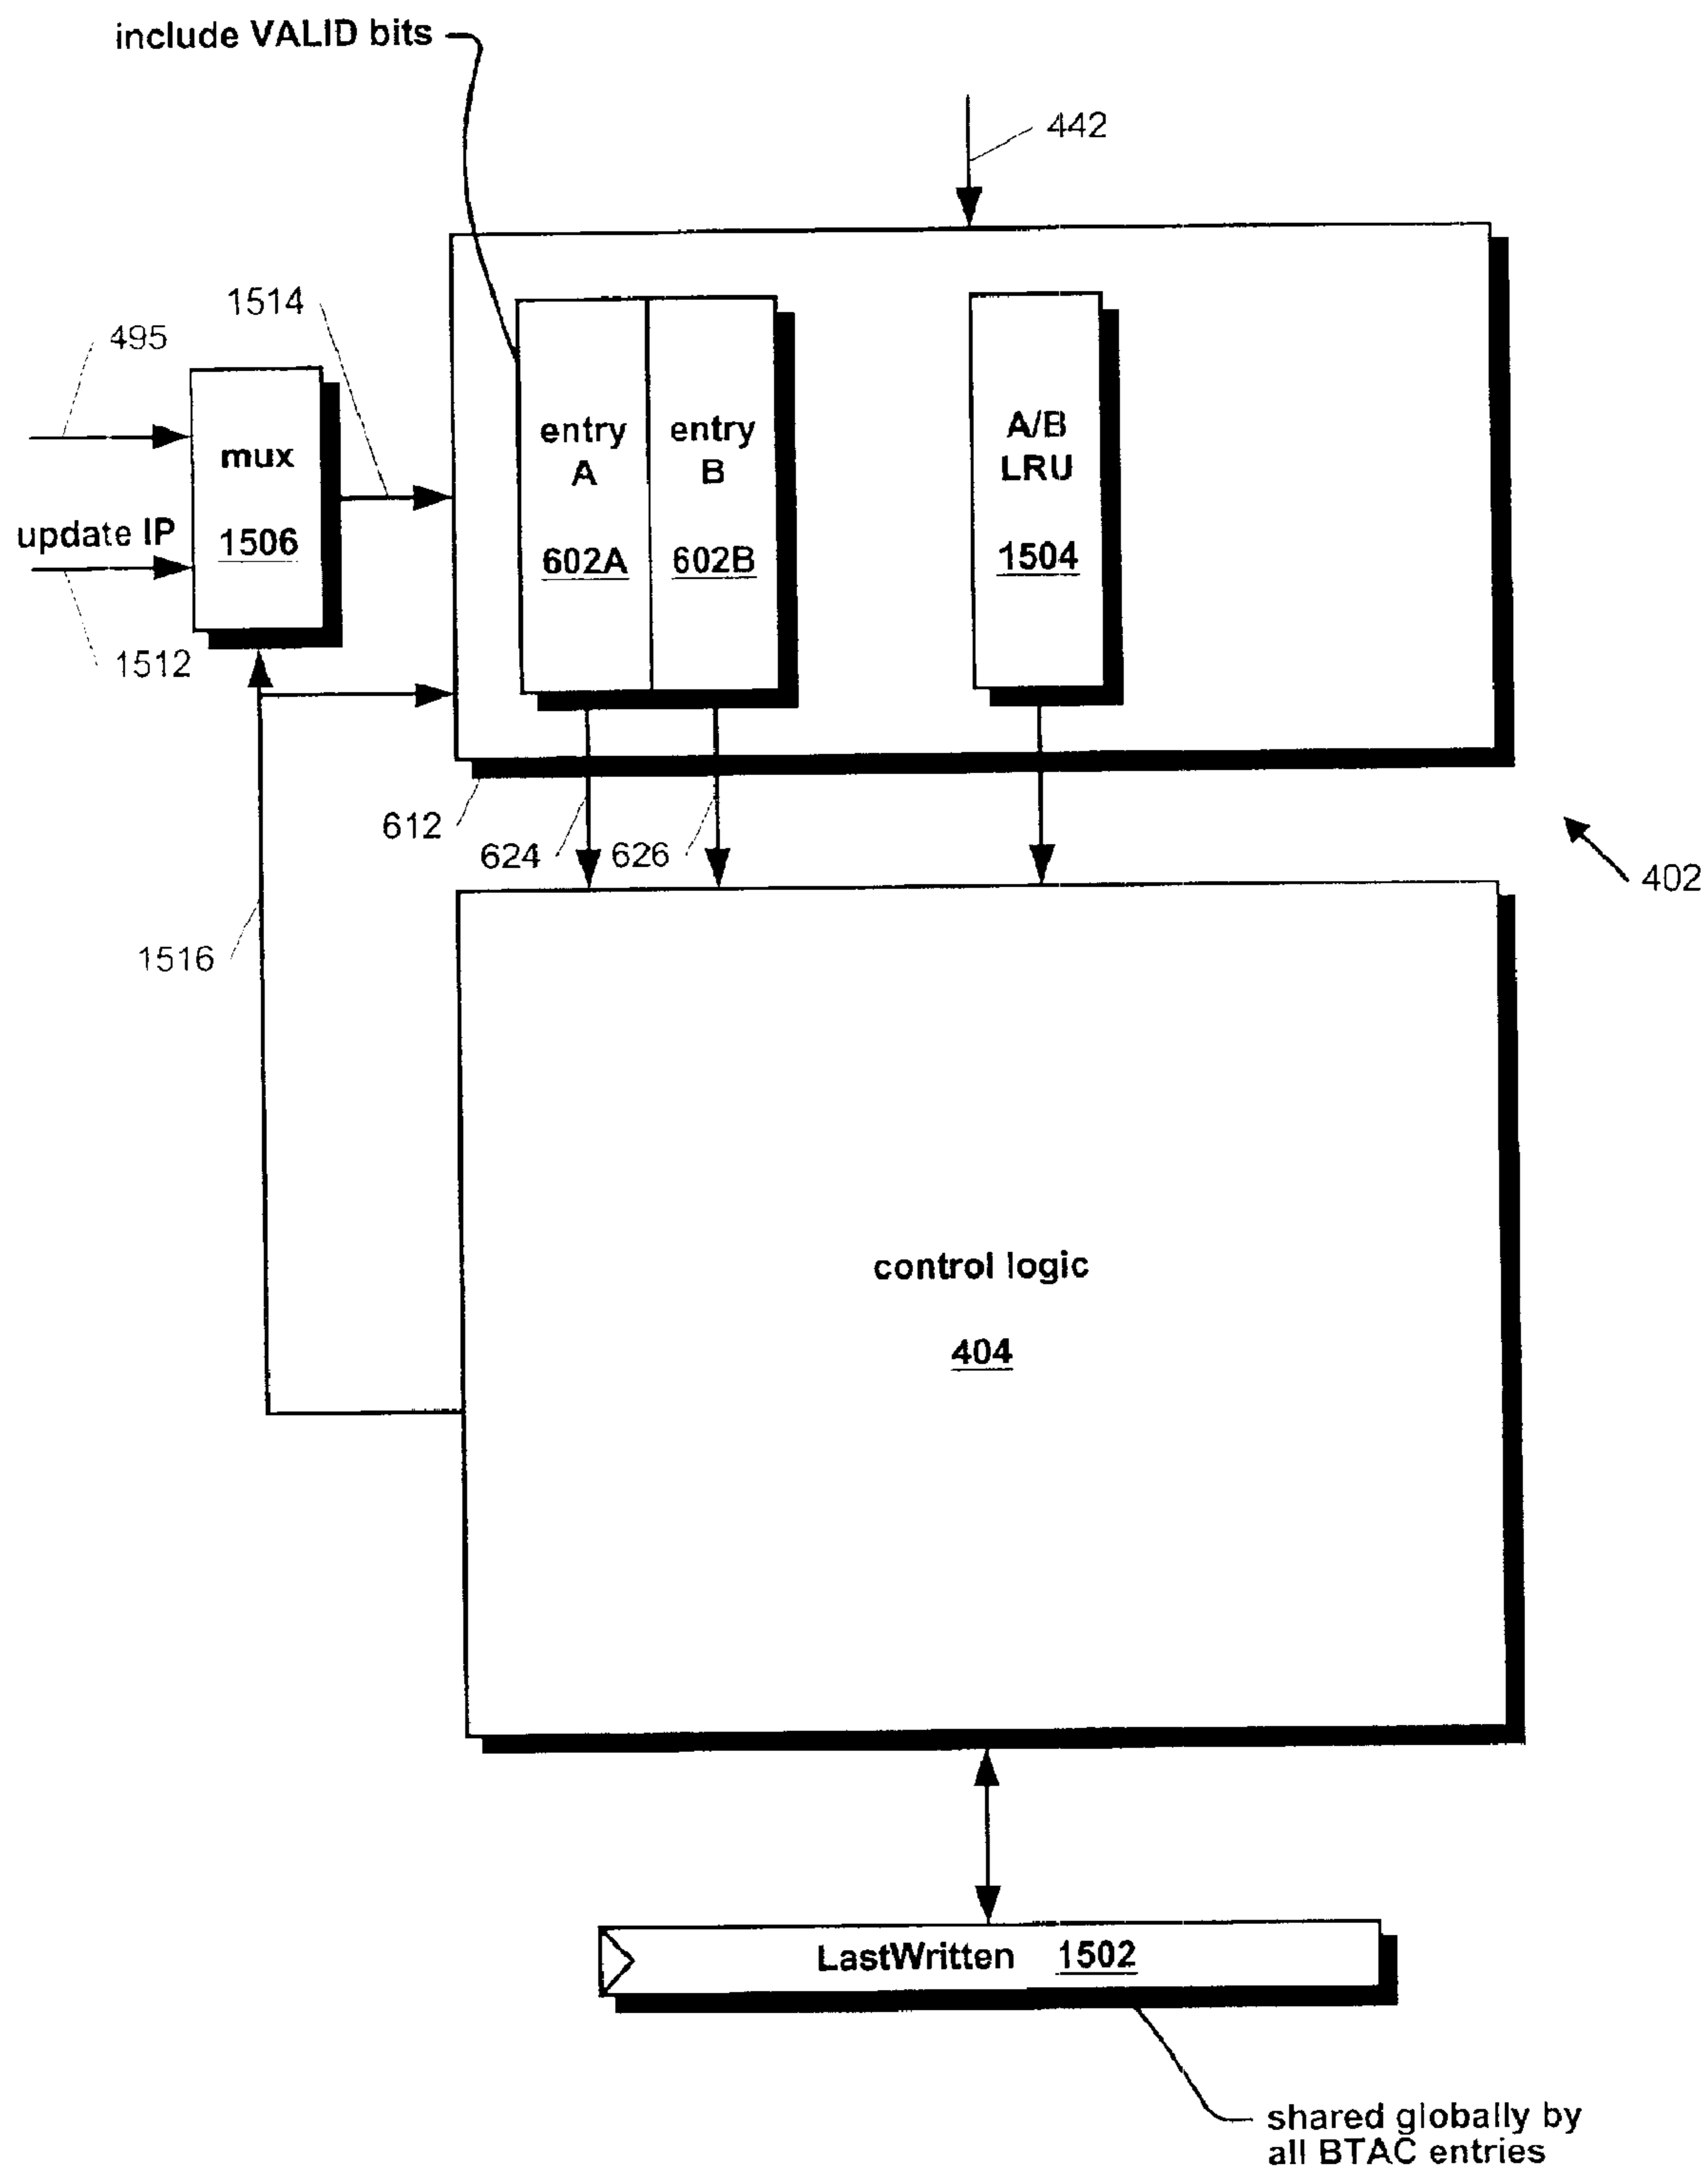 include VALID bits
442
1514
495
mux
1506
update IP
1512
entry
A
602A
entry
B
602B
A/B
LRU
1504
612
624
626
402
1516
control logic
404
LastWritten 1502
shared globally by
all BTAC entries